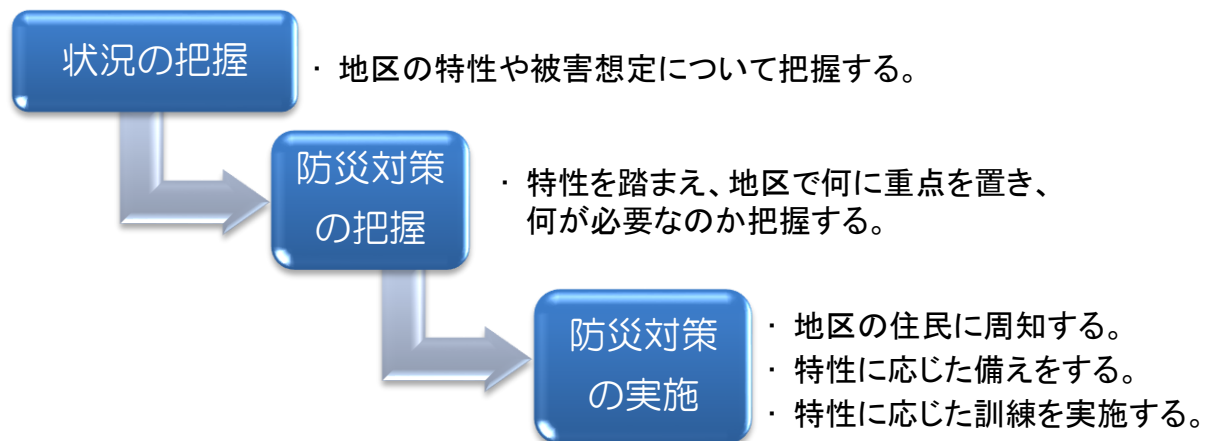 状況の把握
・地区の特性や被害想定について把握する。
防災対策
の把握
・特性を踏まえ、地区で何に重点を置き、
何が必要なのか把握する。
防災対策
の実施
・地区の住民に周知する。
・特性に応じた備えをする。
・特性に応じた訓練を実施する。